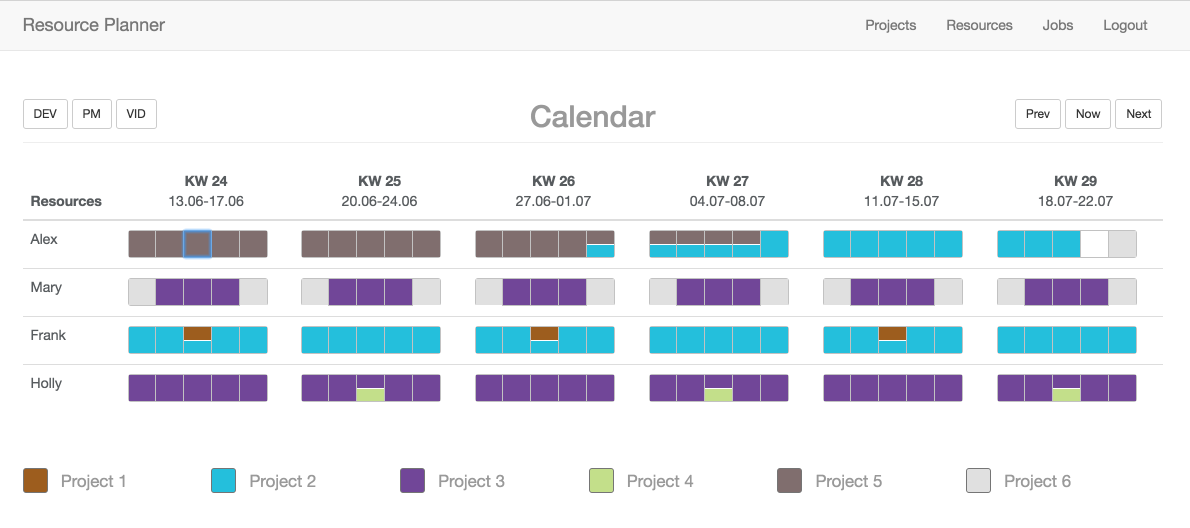 Resource Planner Projects Resources Jobs Logout
DEV PM VID Calendar Prev Now Next
KW 24 KW 25 KW 26 KW 27 KW 28 KW 29
Resources 13.06-17.06 20.06-24.06 27.06-01.07 04.07-08.07 11.07-15.07 18.07-22.07
Alex
Mary
Frank
Holly
Project 1 Project 2 Project 3 Project 4 Project 5 Project 6